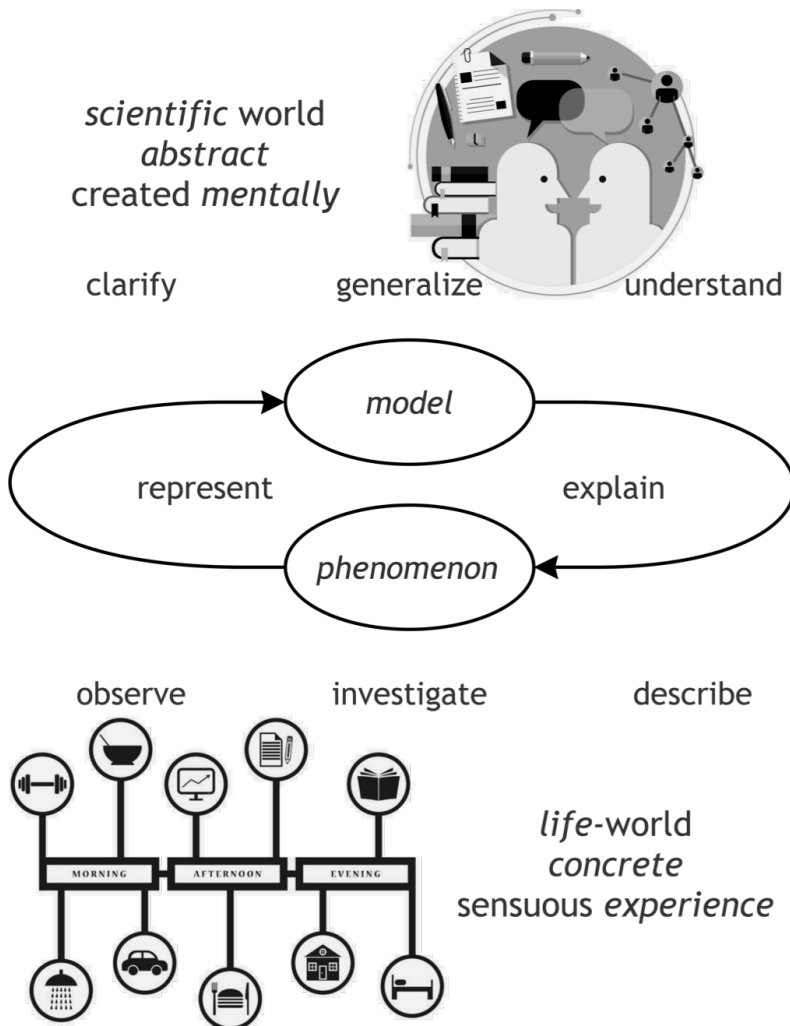 scientific world
abstract
created mentally
clarify generalize understand
model
represent explain
phenomenon
observe investigate describe
MORNING AFTERNOON EVENING
life-world
concrete
sensuous experience